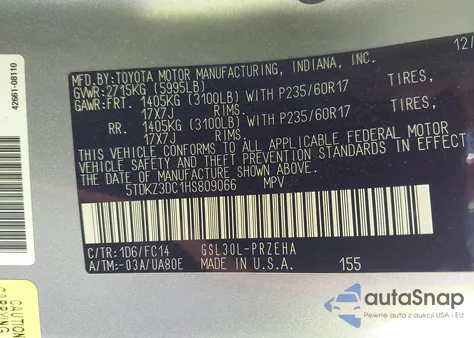 42661-08110
MFD.BY:TOYOTA MOTOR MANUFACTURING, INDIANA, INC. 12/
GVWR: 2715KG (5995LB)
GAWR:FRT. 1405KG (3100LB) WITH P235/60R17 TIRES,
17X7J RIMS
RR. 1405KG (3100LB) WITH P235/60R17 TIRES,
17X7J RIMS
THIS VEHICLE CONFORMS TO ALL APPLICABLE FEDERAL MOTOR
VEHICLE SAFETY AND THEFT PREVENTION STANDARDS IN EFFECT ON
THE DATE OF MANUFACTURE SHOWN ABOVE.
5TDKZ3DC1HS809066 MPV
C/TR: 1D6/FC14 GSL30L-PRZEHA
A/TM: -03A/UA80E MADE IN U.S.A. 155
CAUTION
CARRYING
autoSnap
Pewne auta z dostawą z USA i EU